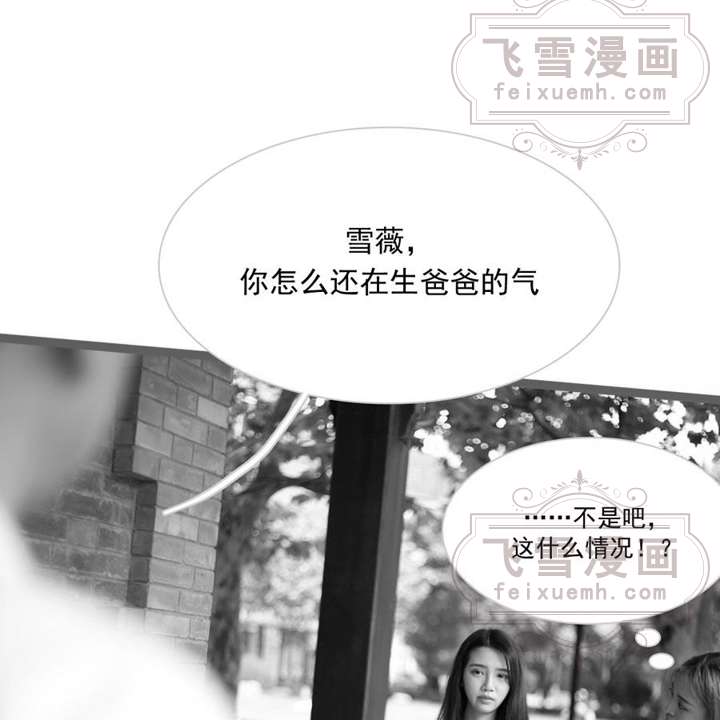 飞雪漫画
feixuemh.com
雪薇，
你怎么还在生爸爸的气
……不是吧，
这什么情况！？
飞雪漫画
feixuemh.com